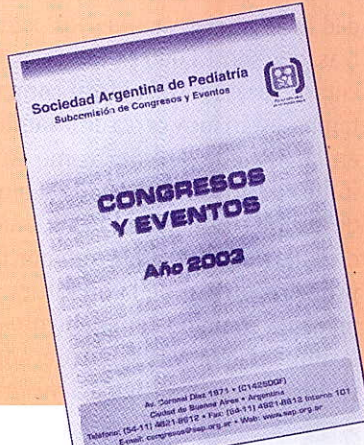 Sociedad Argentina de Pediatría
Subcomisión de Congresos y Eventos
CONGRESOS
Y EVENTOS
Año 2003
Av. Coronel Díaz 1971 • (C1425DQF)
Ciudad de Buenos Aires • Argentina
Teléfono: (54-11) 4821-8612 • Fax: (54-11) 4821-8612 Interno 101
E-mail: congresos@sap.org.ar • Web: www.sap.org.ar